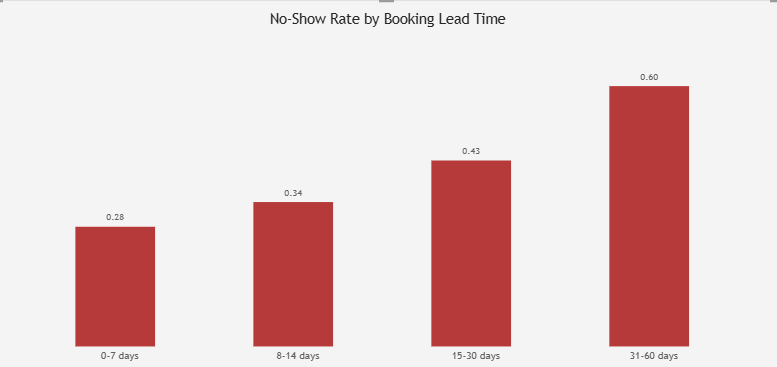 No-Show Rate by Booking Lead Time
0.60
0.43
0.34
0.28
0-7 days 8-14 days 15-30 days 31-60 days